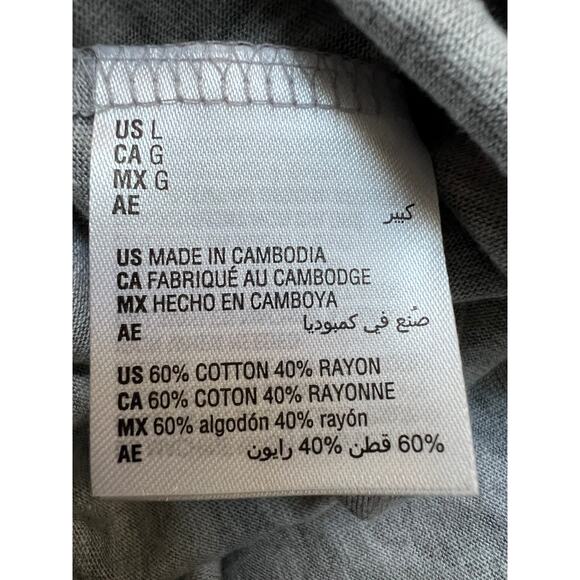 US L
CA G
MX G
AE كبير
US MADE IN CAMBODIA
CA FABRIQUÉ AU CAMBODGE
MX HECHO EN CAMBOYA
AE صُنع في كمبوديا
US 60% COTTON 40% RAYON
CA 60% COTON 40% RAYONNE
MX 60% algodón 40% rayón
AE 60% قطن 40% رايون